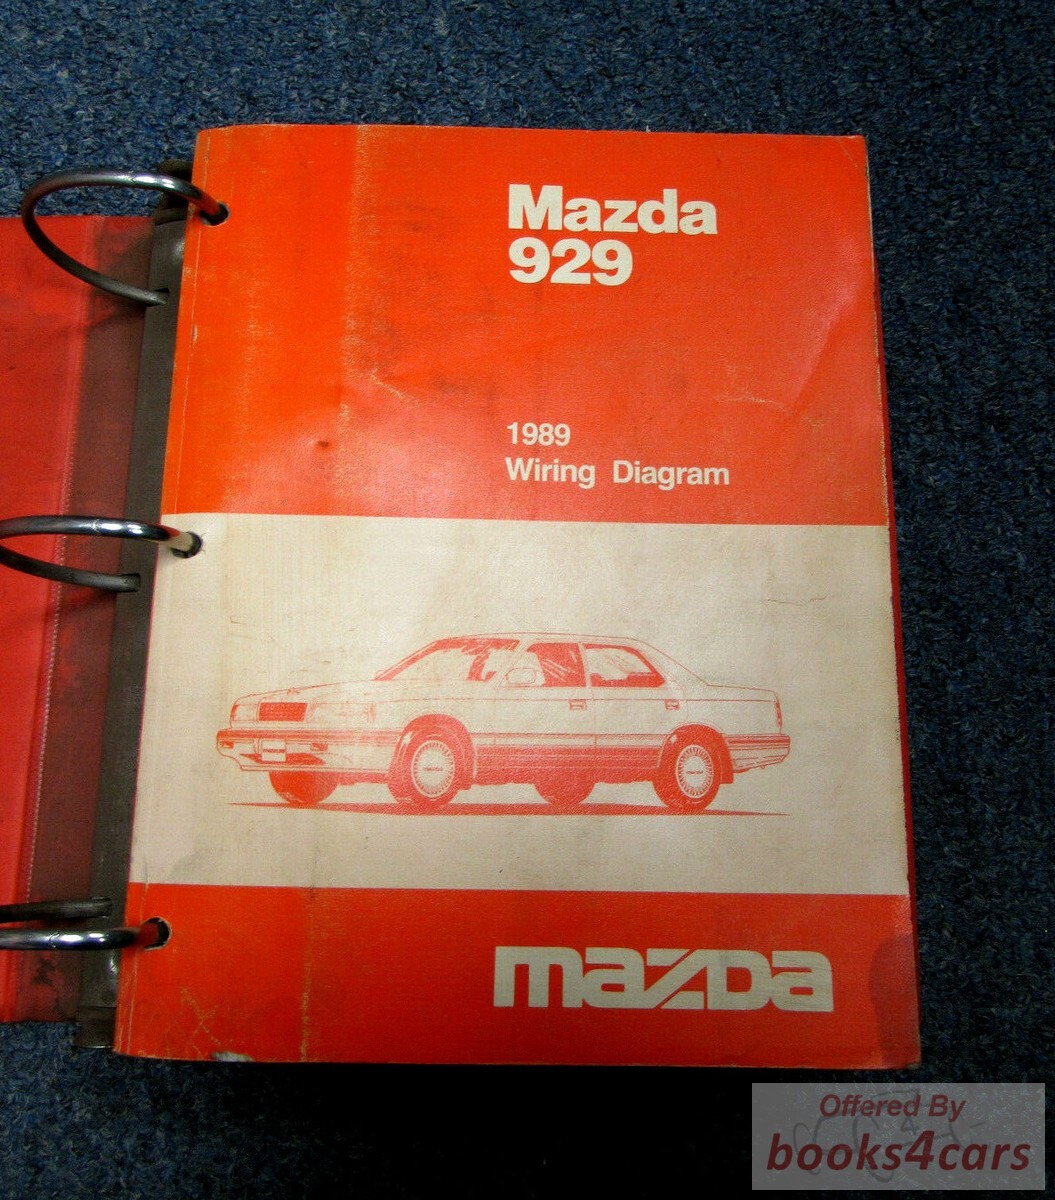 Mazda
929
1989
Wiring Diagram
mazda
Offered By
books4cars